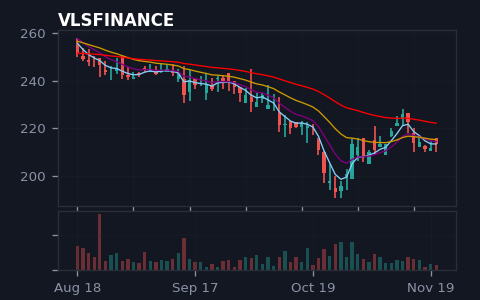 VLSFINANCE
260
240
220
200
Aug 18
Sep 17
Oct 19
Nov 19